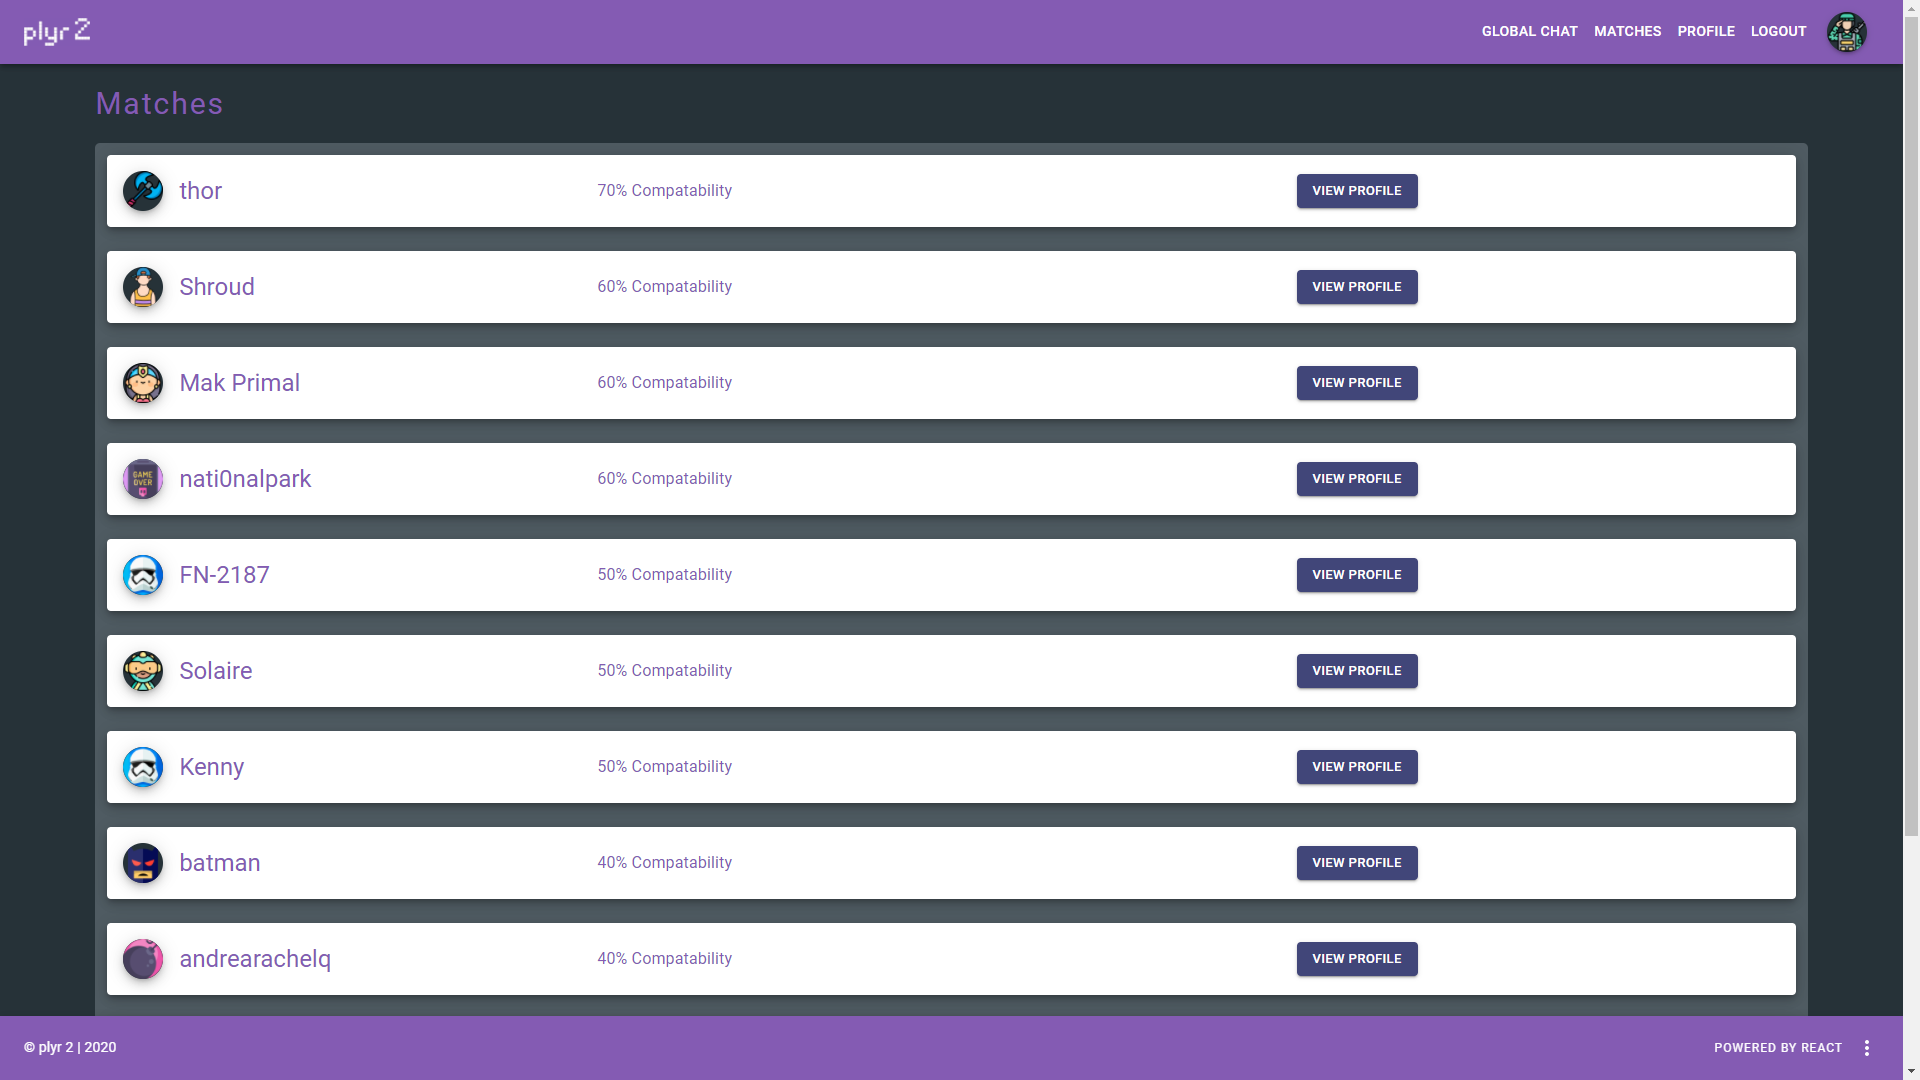 plyr 2
GLOBAL CHAT MATCHES PROFILE LOGOUT
Matches
thor 70% Compatability VIEW PROFILE
Shroud 60% Compatability VIEW PROFILE
Mak Primal 60% Compatability VIEW PROFILE
GAME
OVER
nati0nalpark 60% Compatability VIEW PROFILE
FN-2187 50% Compatability VIEW PROFILE
Solaire 50% Compatability VIEW PROFILE
Kenny 50% Compatability VIEW PROFILE
batman 40% Compatability VIEW PROFILE
andrearachelq 40% Compatability VIEW PROFILE
© plyr 2 | 2020
POWERED BY REACT